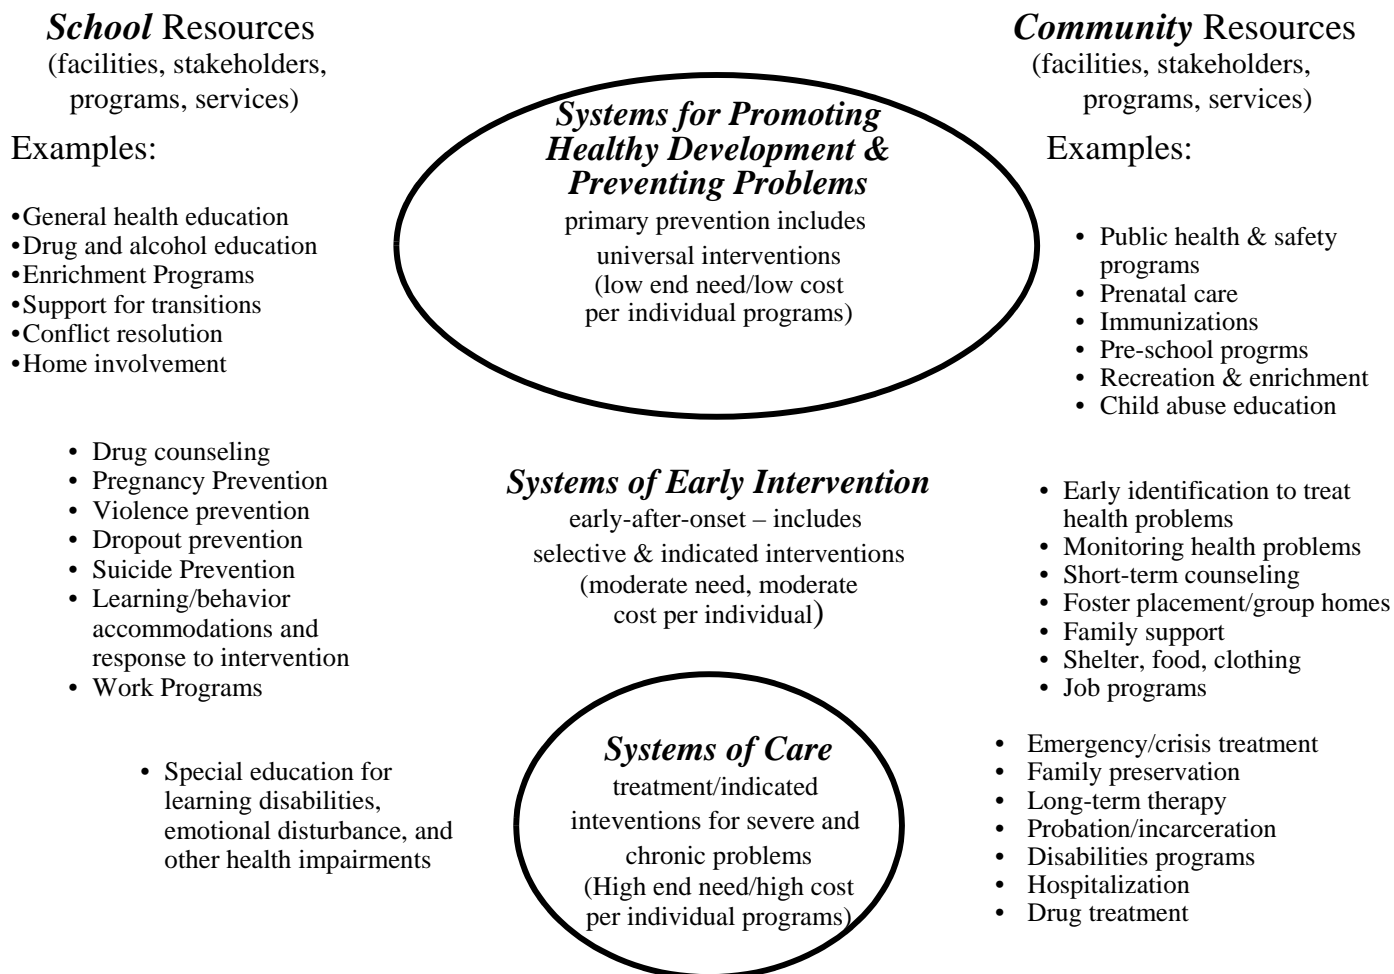 School Resources
(facilities, stakeholders,
programs, services)
Examples:
•General health education
•Drug and alcohol education
•Enrichment Programs
•Support for transitions
•Conflict resolution
•Home involvement
• Drug counseling
• Pregnancy Prevention
• Violence prevention
• Dropout prevention
• Suicide Prevention
• Learning/behavior
accommodations and
response to intervention
• Work Programs
• Special education for
learning disabilities,
emotional disturbance, and
other health impairments
Systems for Promoting
Healthy Development &
Preventing Problems
primary prevention includes
universal interventions
(low end need/low cost
per individual programs)
Systems of Early Intervention
early-after-onset – includes
selective & indicated interventions
(moderate need, moderate
cost per individual)
Systems of Care
treatment/indicated
inteventions for severe and
chronic problems
(High end need/high cost
per individual programs)
Community Resources
(facilities, stakeholders,
programs, services)
Examples:
• Public health & safety
programs
• Prenatal care
• Immunizations
• Pre-school progrms
• Recreation & enrichment
• Child abuse education
• Early identification to treat
health problems
• Monitoring health problems
• Short-term counseling
• Foster placement/group homes
• Family support
• Shelter, food, clothing
• Job programs
• Emergency/crisis treatment
• Family preservation
• Long-term therapy
• Probation/incarceration
• Disabilities programs
• Hospitalization
• Drug treatment